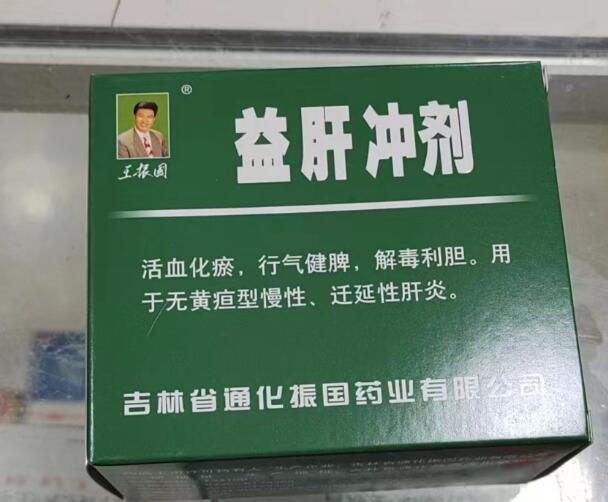 ®
益肝冲剂
王振国
活血化瘀，行气健脾，解毒利胆。用
于无黄疸型慢性、迁延性肝炎。
吉林省通化振国药业有限公司